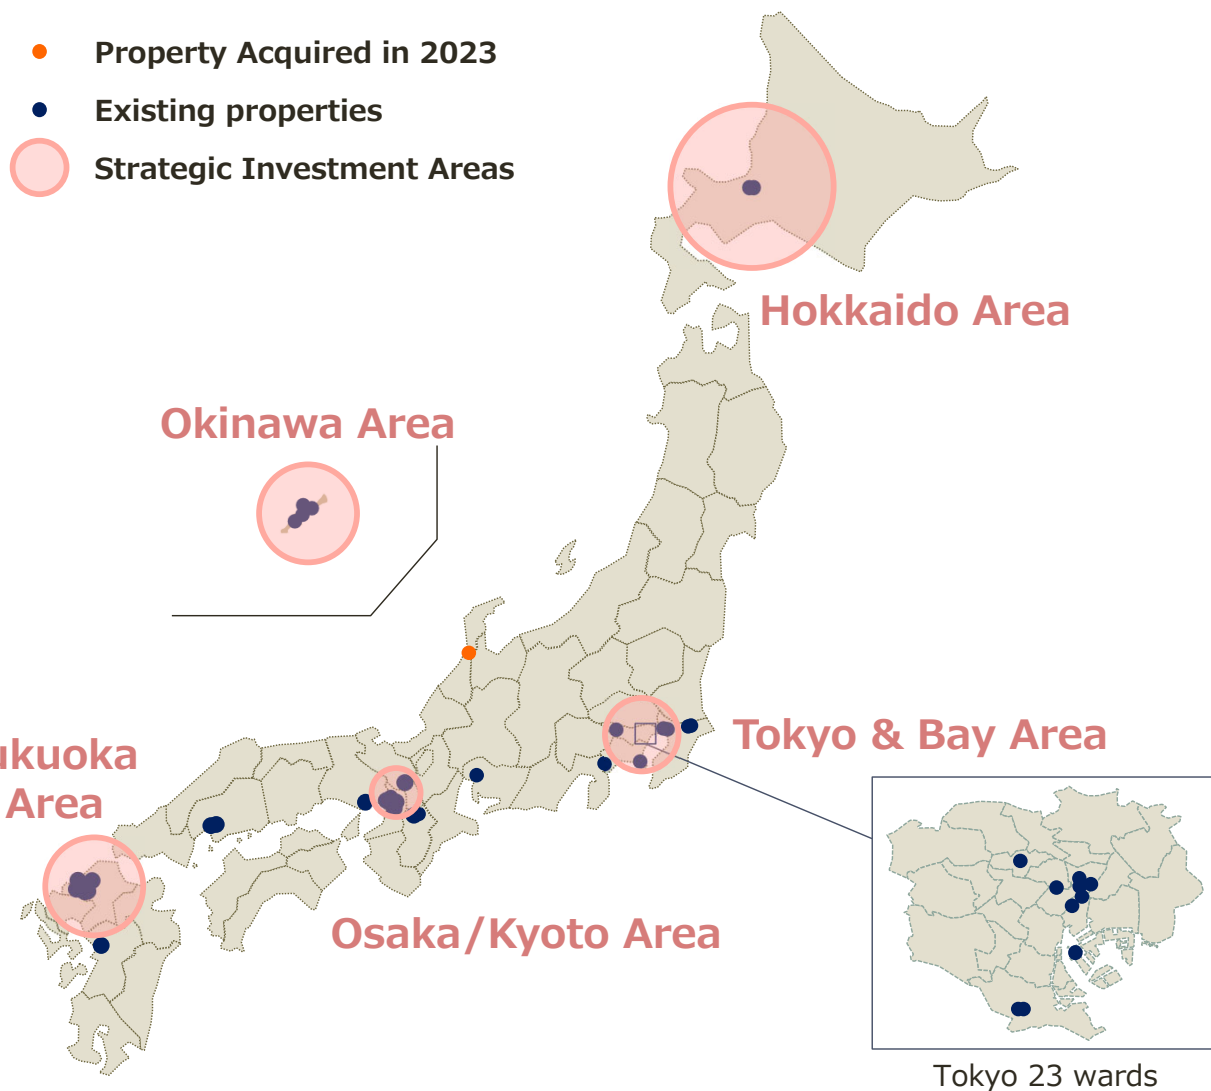 Property Acquired in 2023
Existing properties
Strategic Investment Areas
Hokkaido Area
Okinawa Area
Tokyo & Bay Area
ukuoka
Area
Osaka/Kyoto Area
Tokyo 23 wards